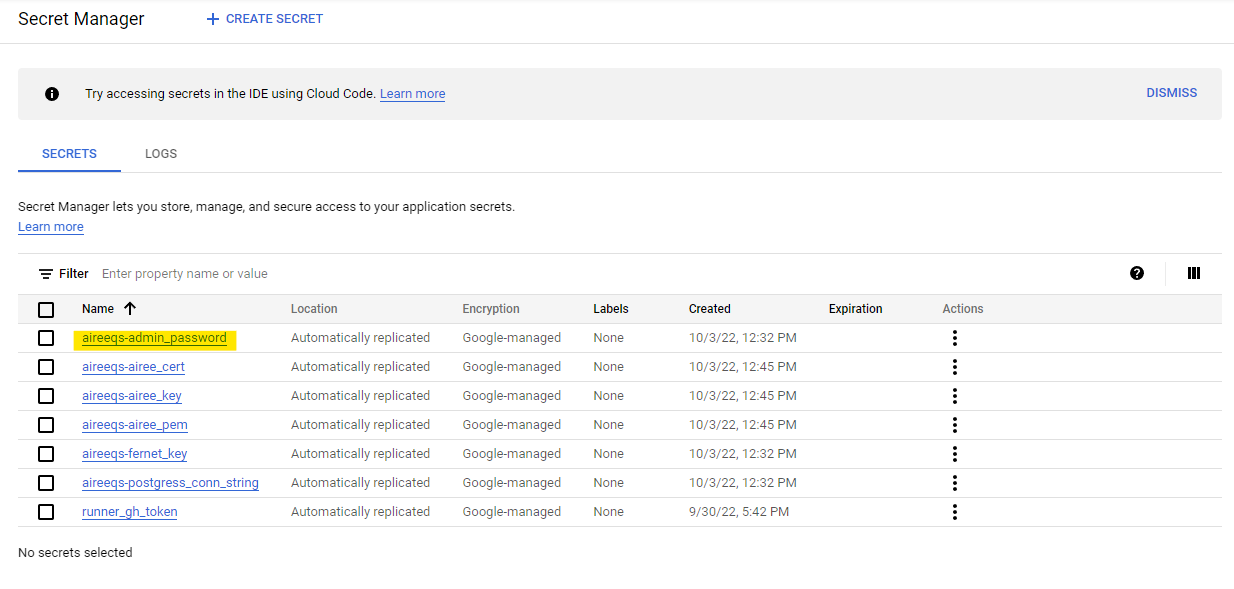 Secret Manager CREATE SECRET
Try accessing secrets in the IDE using Cloud Code. Learn more DISMISS
SECRETS LOGS
Secret Manager lets you store, manage, and secure access to your application secrets.
Learn more
Filter Enter property name or value
Name Location Encryption Labels Created Expiration Actions
aireeqs-admin_password Automatically replicated Google-managed None 10/3/22, 12:32 PM
aireeqs-airee_cert Automatically replicated Google-managed None 10/3/22, 12:45 PM
aireeqs-airee_key Automatically replicated Google-managed None 10/3/22, 12:45 PM
aireeqs-airee_pem Automatically replicated Google-managed None 10/3/22, 12:45 PM
aireeqs-fernet_key Automatically replicated Google-managed None 10/3/22, 12:32 PM
aireeqs-postgress_conn_string Automatically replicated Google-managed None 10/3/22, 12:32 PM
runner_gh_token Automatically replicated Google-managed None 9/30/22, 5:42 PM
No secrets selected